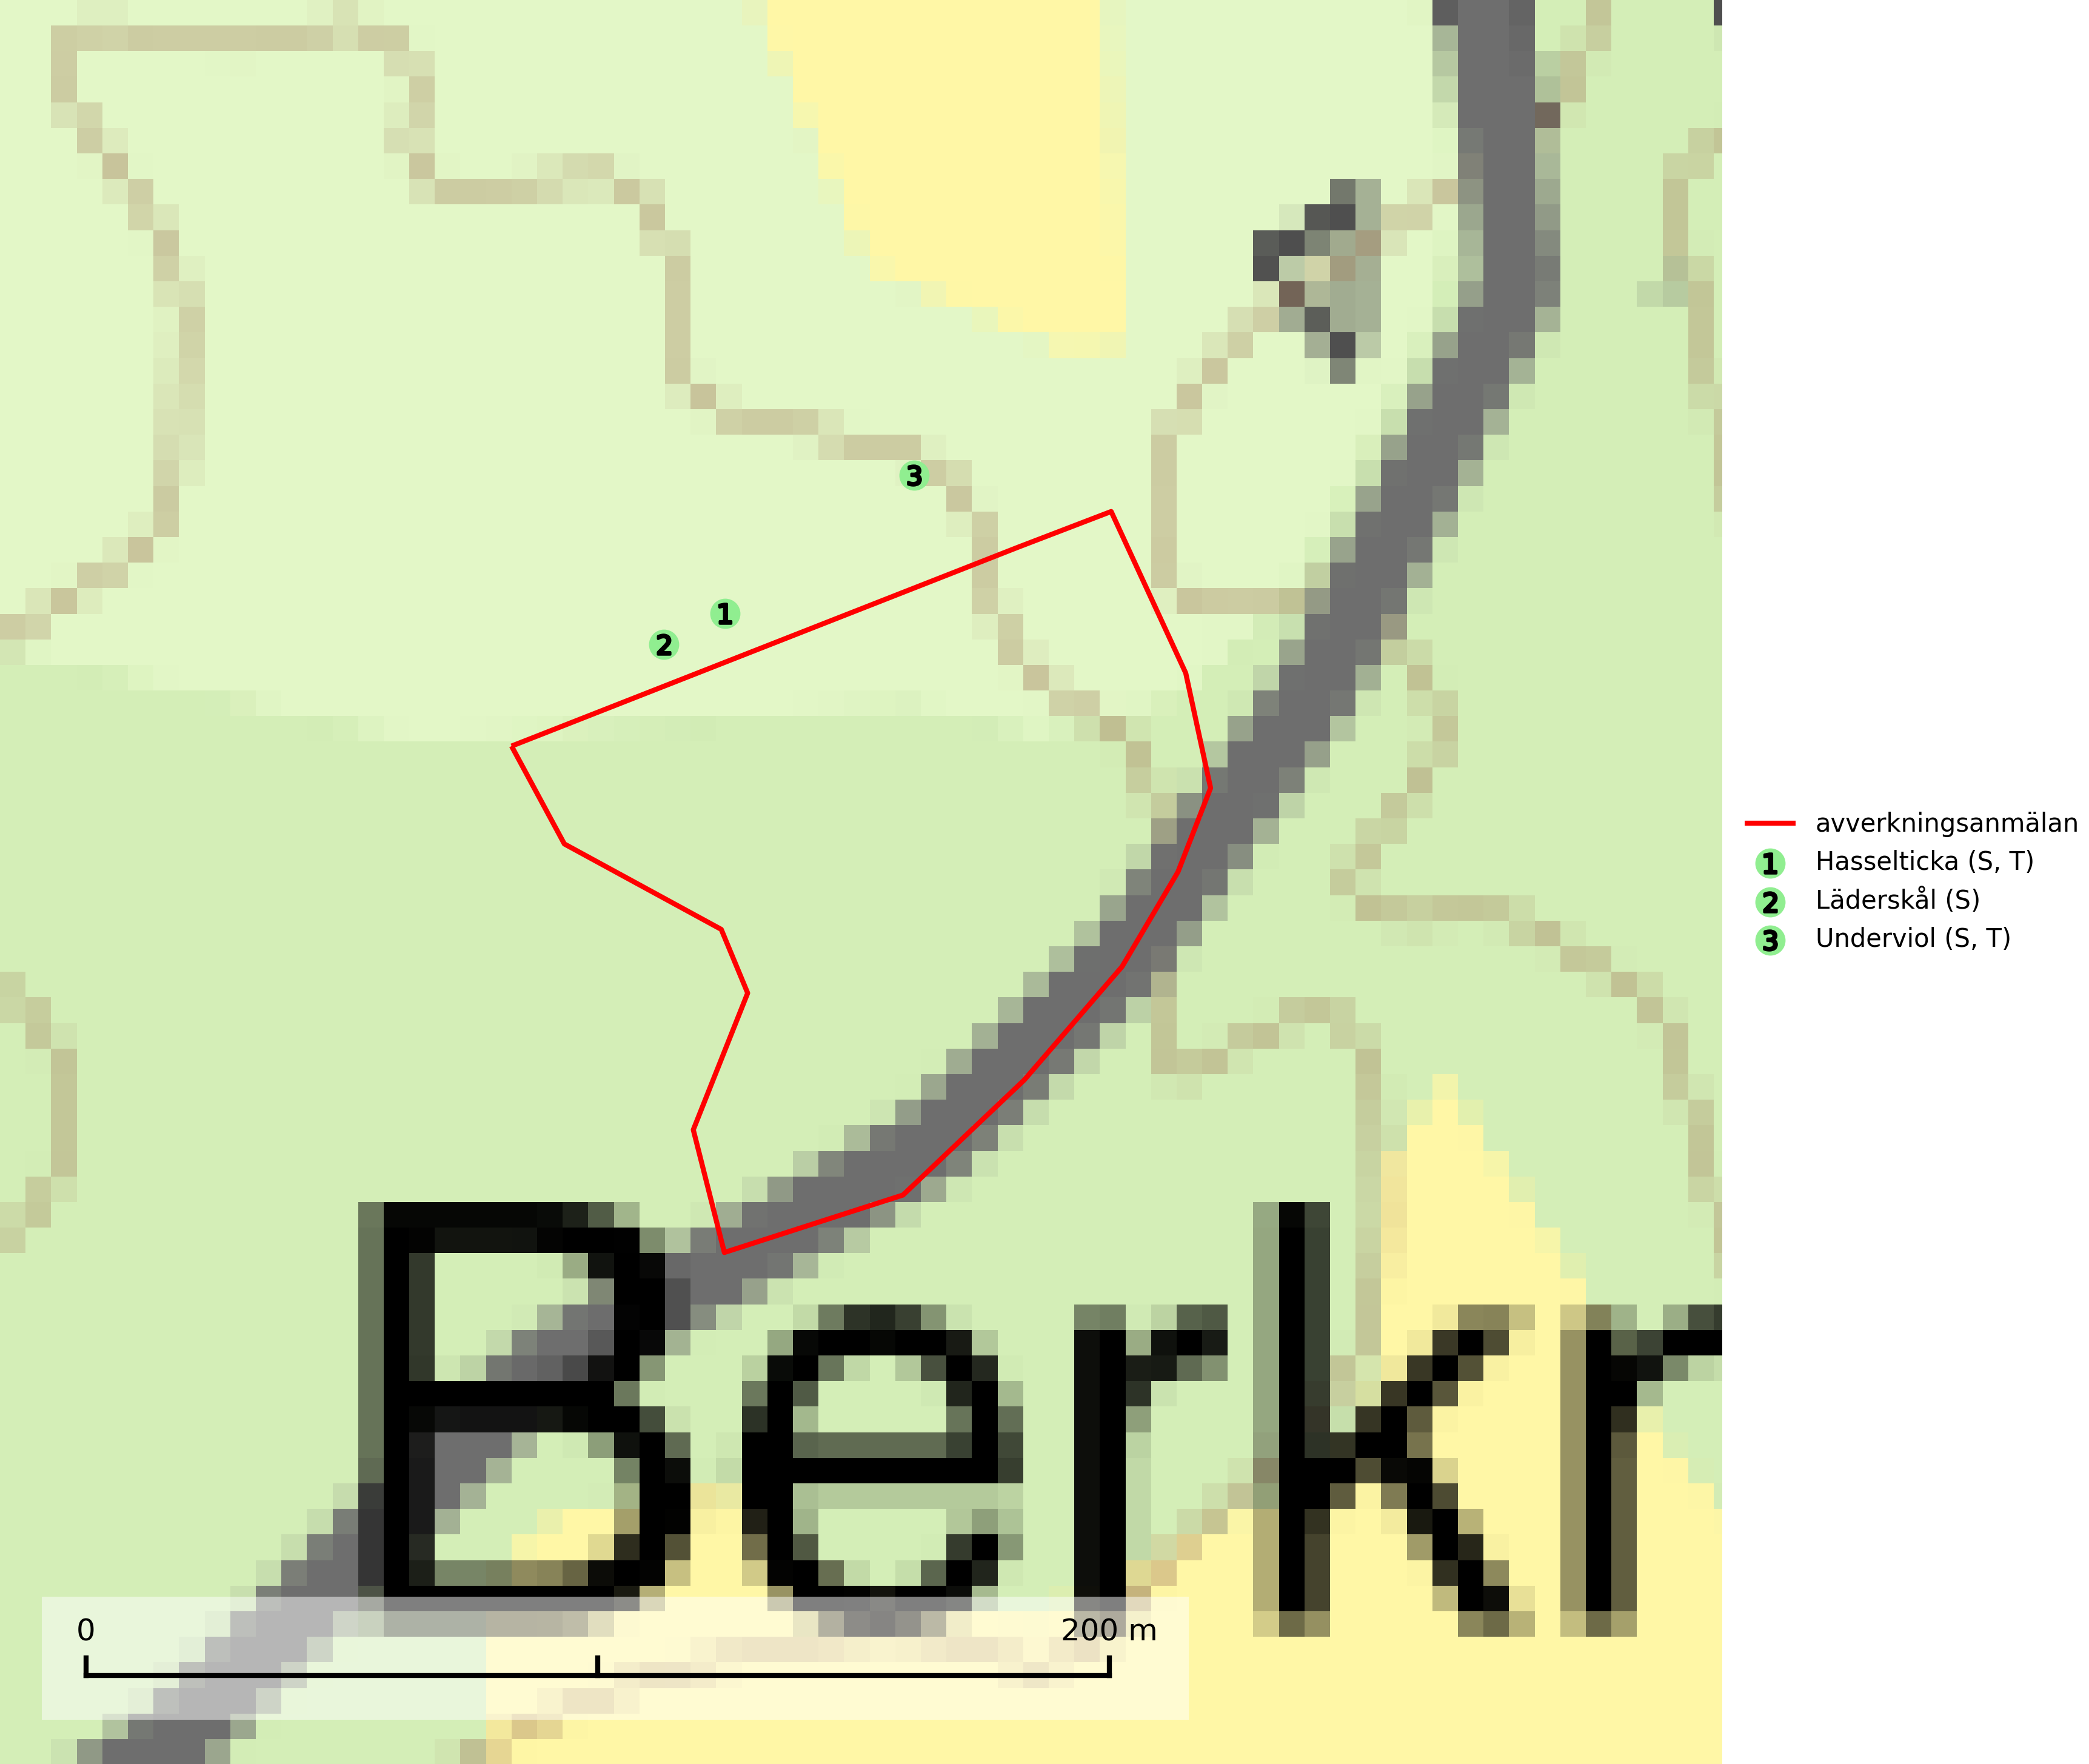 3
1
2
Berkr
0
200 m
avverkningsanmälan
1 Hasselticka (S, T)
2 Läderskål (S)
3 Underviol (S, T)